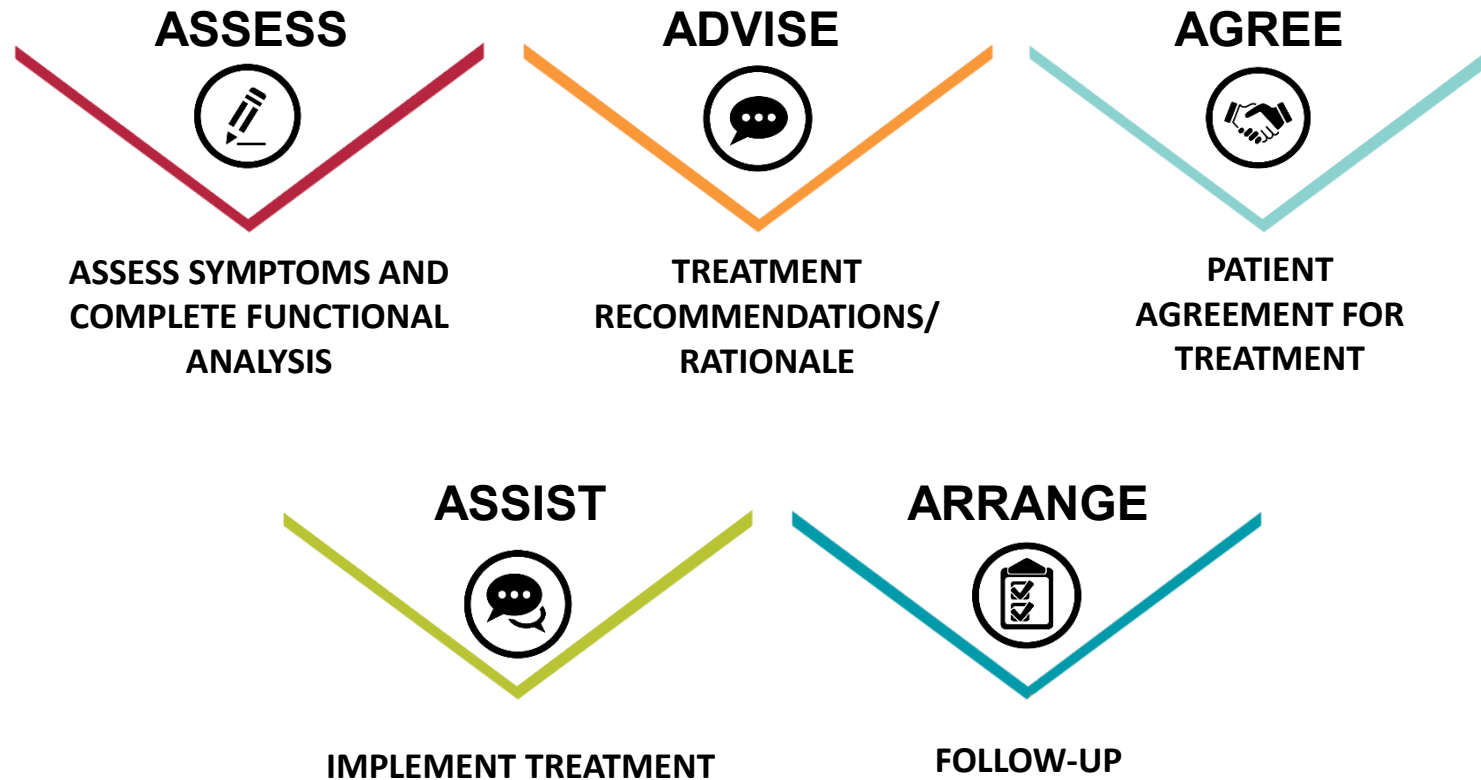 ASSESS
ASSESS SYMPTOMS AND
COMPLETE FUNCTIONAL
ANALYSIS
ADVISE
TREATMENT
RECOMMENDATIONS/
RATIONALE
AGREE
PATIENT
AGREEMENT FOR
TREATMENT
ASSIST
IMPLEMENT TREATMENT
ARRANGE
FOLLOW-UP